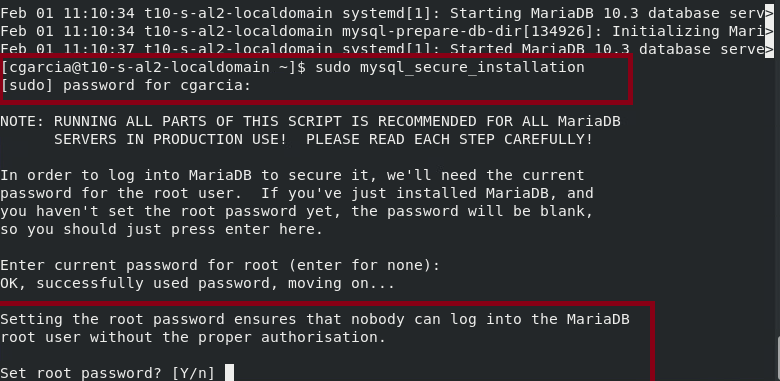 Feb 01 11:10:34 t10-s-al2-localdomain systemd[1]: Starting MariaDB 10.3 database serv>
Feb 01 11:10:34 t10-s-al2-localdomain mysql-prepare-db-dir[134926]: Initializing Mari>
Feb 01 11:10:37 t10-s-al2-localdomain systemd[1]: Started MariaDB 10.3 database serve>
[cgarcia@t10-s-al2-localdomain ~]$ sudo mysql_secure_installation
[sudo] password for cgarcia:
NOTE: RUNNING ALL PARTS OF THIS SCRIPT IS RECOMMENDED FOR ALL MariaDB
SERVERS IN PRODUCTION USE!  PLEASE READ EACH STEP CAREFULLY!
In order to log into MariaDB to secure it, we'll need the current
password for the root user.  If you've just installed MariaDB, and
you haven't set the root password yet, the password will be blank,
so you should just press enter here.
Enter current password for root (enter for none):
OK, successfully used password, moving on...
Setting the root password ensures that nobody can log into the MariaDB
root user without the proper authorisation.
Set root password? [Y/n]